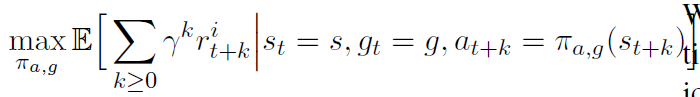 max_{π_{a,g}} 𝔼[ ∑_{k≥0} γ^k r^i_{t+k} | s_t = s, g_t = g, a_{t+k} = π_{a,g}(s_{t+k}) ]